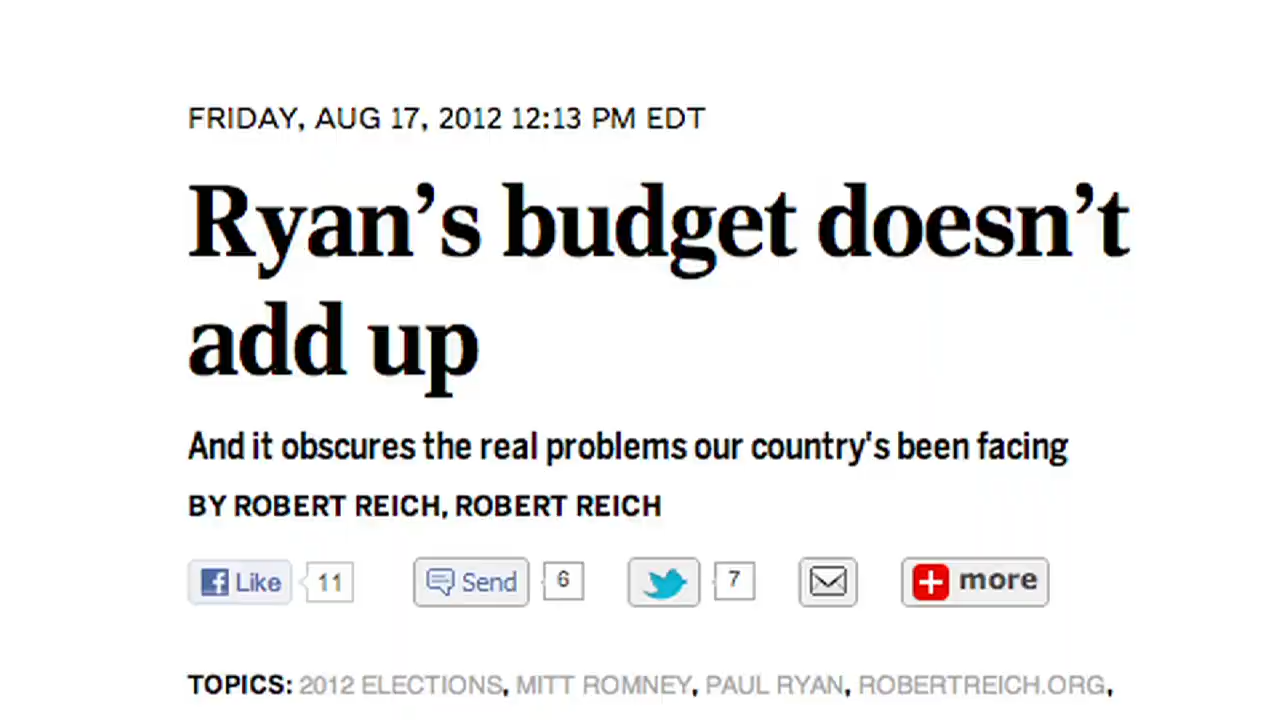 FRIDAY, AUG 17, 2012 12:13 PM EDT
Ryan’s budget doesn’t
add up
And it obscures the real problems our country's been facing
BY ROBERT REICH, ROBERT REICH
Like 11 Send 6 7 more
TOPICS: 2012 ELECTIONS, MITT ROMNEY, PAUL RYAN, ROBERTREICH.ORG,